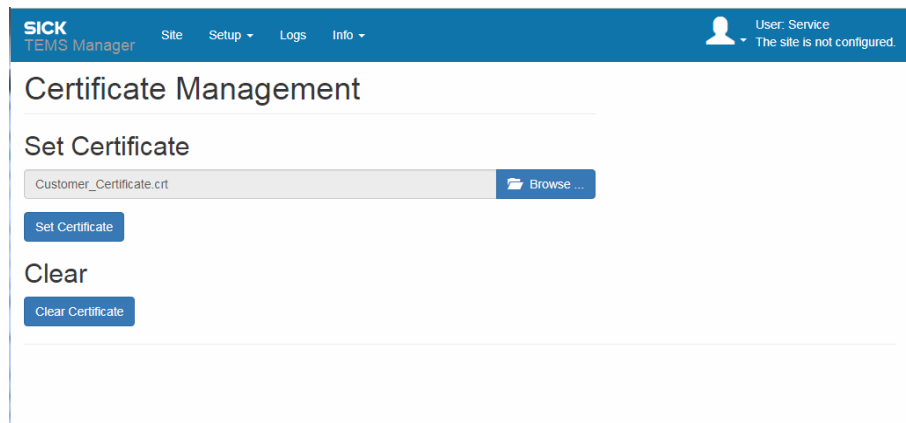 SICK
TEMS Manager
Site
Setup
Logs
Info
User: Service
The site is not configured.
Certificate Management
Set Certificate
Customer_Certificate.crt
Browse ...
Set Certificate
Clear
Clear Certificate